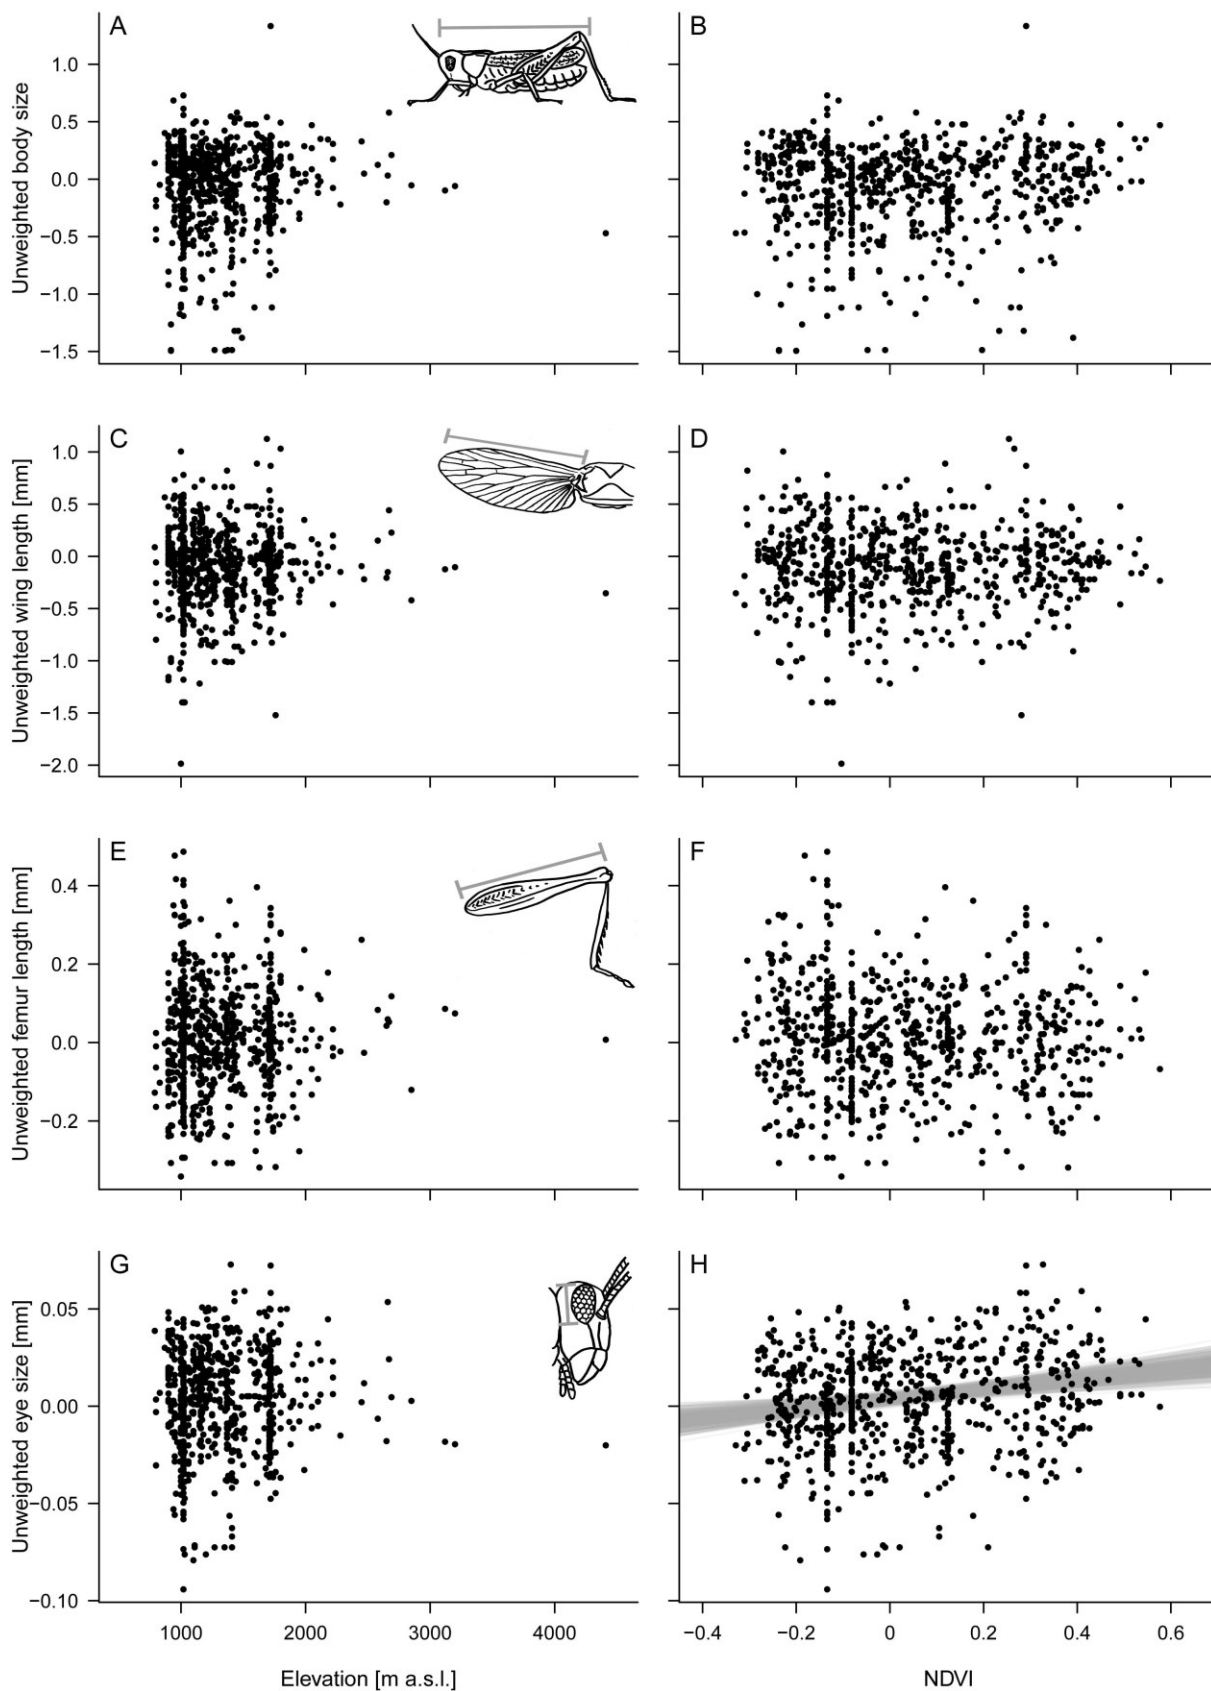 A
B
Unweighted body size
1.0
0.5
0.0
−0.5
−1.0
−1.5
C
D
Unweighted wing length [mm]
1.0
0.5
0.0
−0.5
−1.0
−1.5
−2.0
E
F
Unweighted femur length [mm]
0.4
0.2
0.0
−0.2
G
H
Unweighted eye size [mm]
0.05
0.00
−0.05
−0.10
1000 2000 3000 4000
−0.4 −0.2 0 0.2 0.4 0.6
Elevation [m a.s.l.]
NDVI